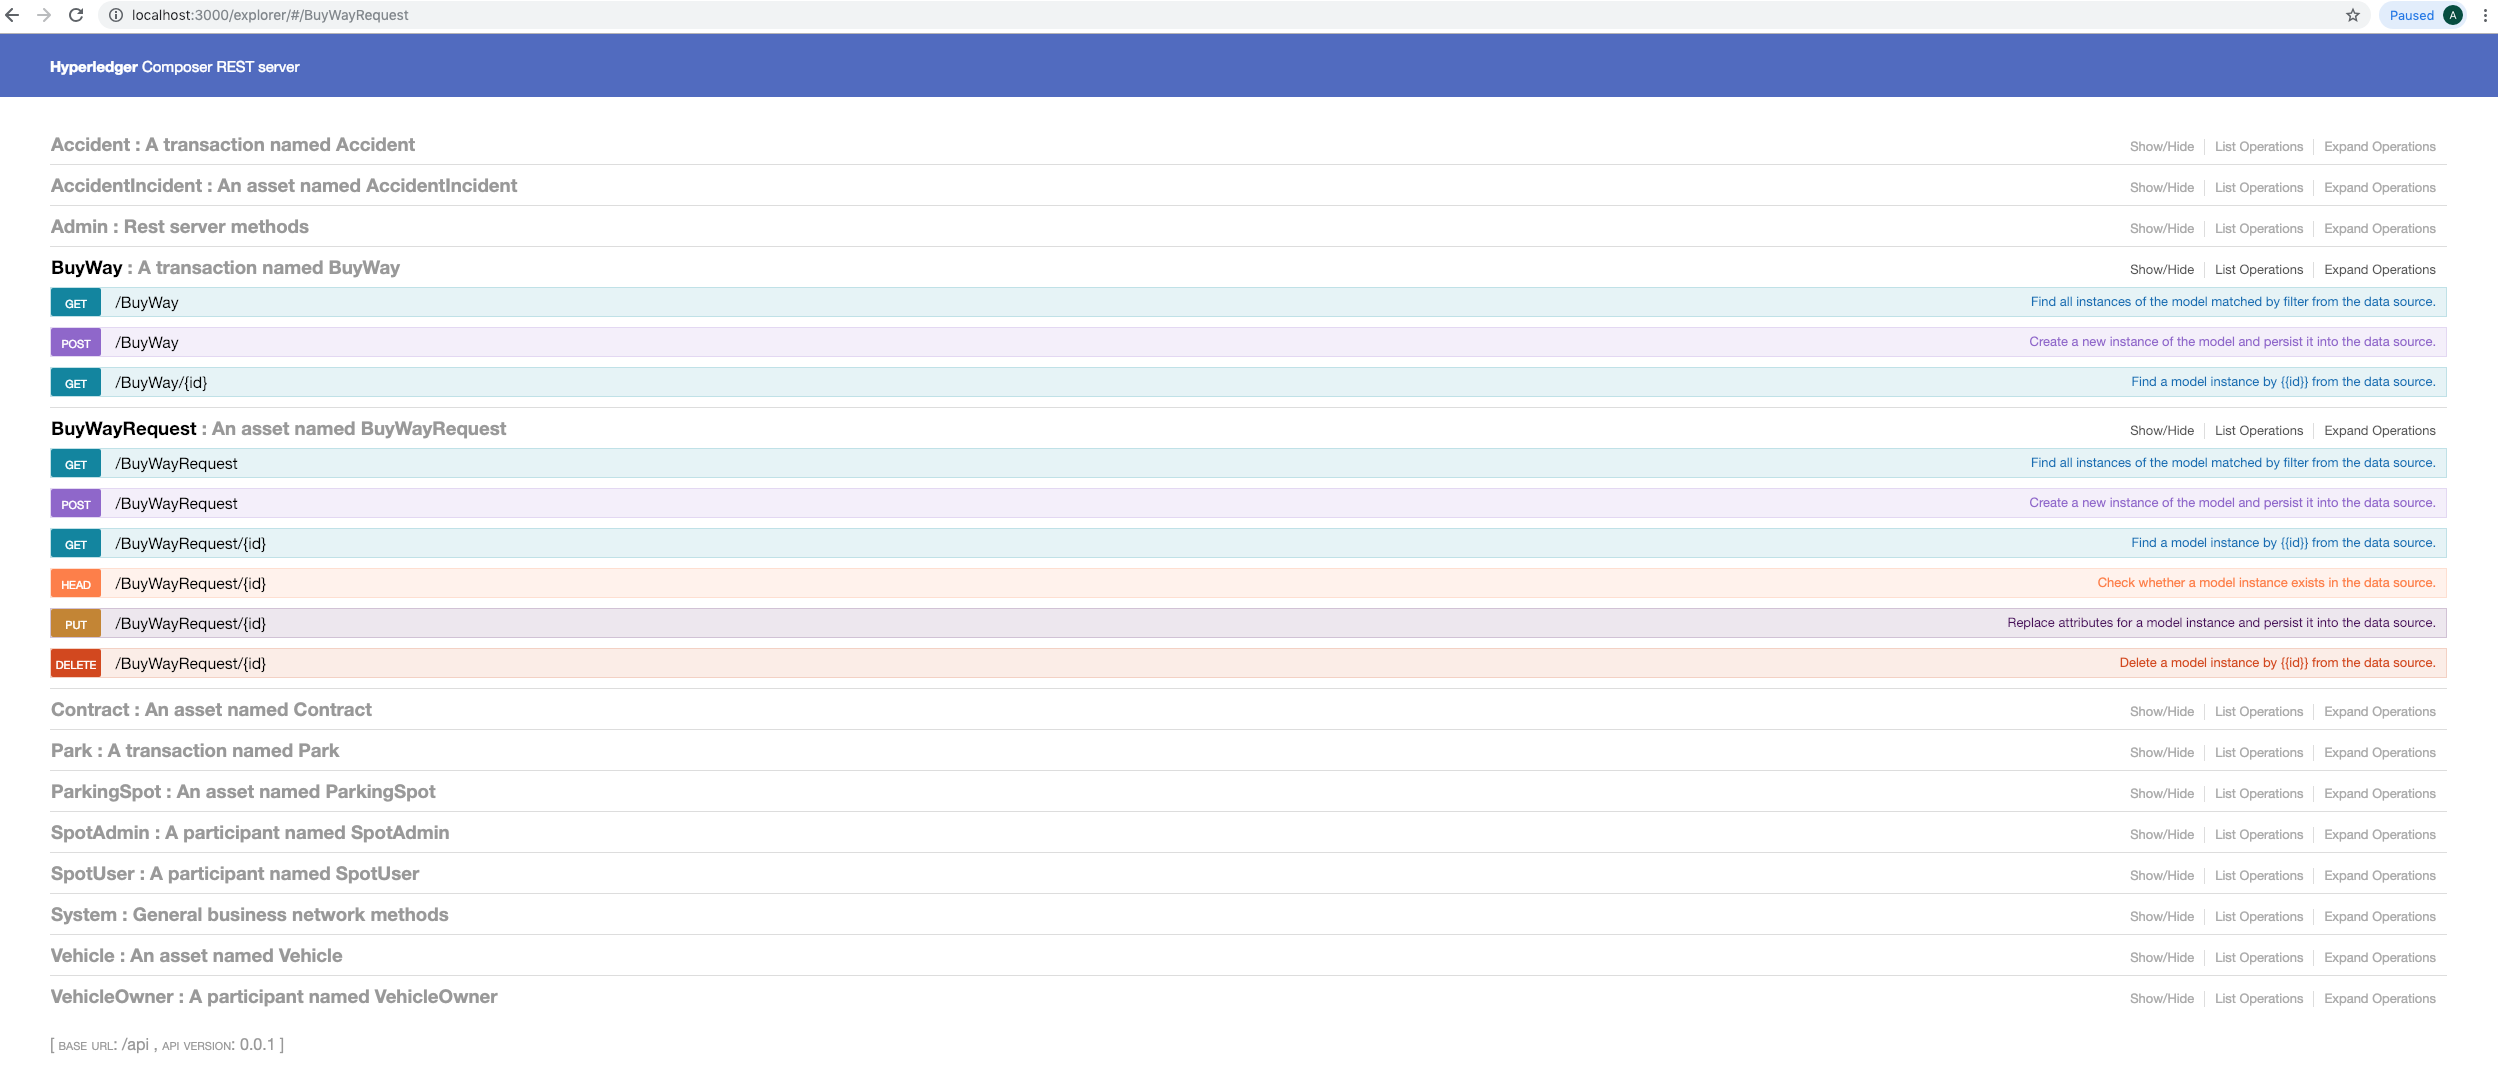 localhost:3000/explorer/#/BuyWayRequest Paused A
Hyperledger Composer REST server
Accident : A transaction named Accident Show/Hide List Operations Expand Operations
AccidentIncident : An asset named AccidentIncident Show/Hide List Operations Expand Operations
Admin : Rest server methods Show/Hide List Operations Expand Operations
BuyWay : A transaction named BuyWay Show/Hide List Operations Expand Operations
GET /BuyWay Find all instances of the model matched by filter from the data source.
POST /BuyWay Create a new instance of the model and persist it into the data source.
GET /BuyWay/{id} Find a model instance by {{id}} from the data source.
BuyWayRequest : An asset named BuyWayRequest Show/Hide List Operations Expand Operations
GET /BuyWayRequest Find all instances of the model matched by filter from the data source.
POST /BuyWayRequest Create a new instance of the model and persist it into the data source.
GET /BuyWayRequest/{id} Find a model instance by {{id}} from the data source.
HEAD /BuyWayRequest/{id} Check whether a model instance exists in the data source.
PUT /BuyWayRequest/{id} Replace attributes for a model instance and persist it into the data source.
DELETE /BuyWayRequest/{id} Delete a model instance by {{id}} from the data source.
Contract : An asset named Contract Show/Hide List Operations Expand Operations
Park : A transaction named Park Show/Hide List Operations Expand Operations
ParkingSpot : An asset named ParkingSpot Show/Hide List Operations Expand Operations
SpotAdmin : A participant named SpotAdmin Show/Hide List Operations Expand Operations
SpotUser : A participant named SpotUser Show/Hide List Operations Expand Operations
System : General business network methods Show/Hide List Operations Expand Operations
Vehicle : An asset named Vehicle Show/Hide List Operations Expand Operations
VehicleOwner : A participant named VehicleOwner Show/Hide List Operations Expand Operations
[ BASE URL: /api , API VERSION: 0.0.1 ]